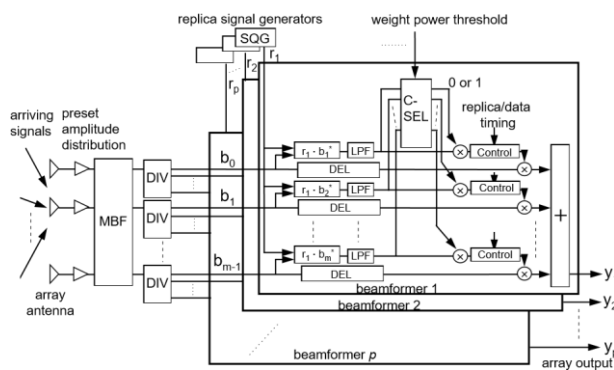 replica signal generators
weight power threshold
SQG
r1
r2
rp
0 or 1
C-SEL
replica/data timing
arriving signals
preset amplitude distribution
MBF
DIV
DIV
DIV
b0
b1
bm-1
r1 · b1*
LPF
DEL
Control
r1 · b2*
LPF
DEL
Control
r1 · bm*
LPF
DEL
Control
+
array antenna
beamformer 1
beamformer 2
beamformer p
y
y2
array output